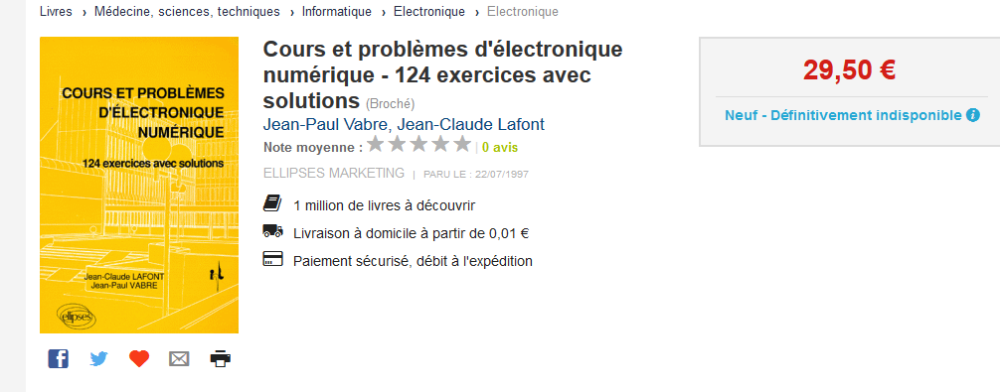 Livres › Médecine, sciences, techniques › Informatique › Electronique › Electronique
COURS ET PROBLÈMES
D'ÉLECTRONIQUE
NUMÉRIQUE
124 exercices avec solutions
Jean-Claude LAFONT
Jean-Paul VABRE
ellipses
Cours et problèmes d'électronique
numérique - 124 exercices avec
solutions (Broché)
Jean-Paul Vabre, Jean-Claude Lafont
Note moyenne : | 0 avis
ELLIPSES MARKETING | PARU LE : 22/07/1997
1 million de livres à découvrir
Livraison à domicile à partir de 0,01 €
Paiement sécurisé, débit à l'expédition
29,50 €
Neuf - Définitivement indisponible